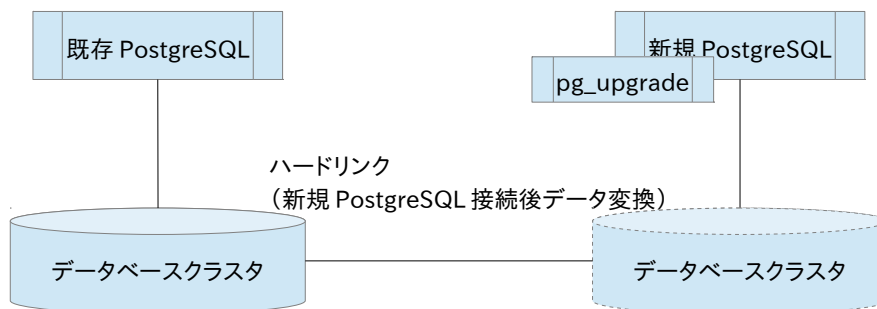 既存 PostgreSQL
新規 PostgreSQL
pg_upgrade
ハードリンク
（新規 PostgreSQL 接続後データ変換）
データベースクラスタ
データベースクラスタ